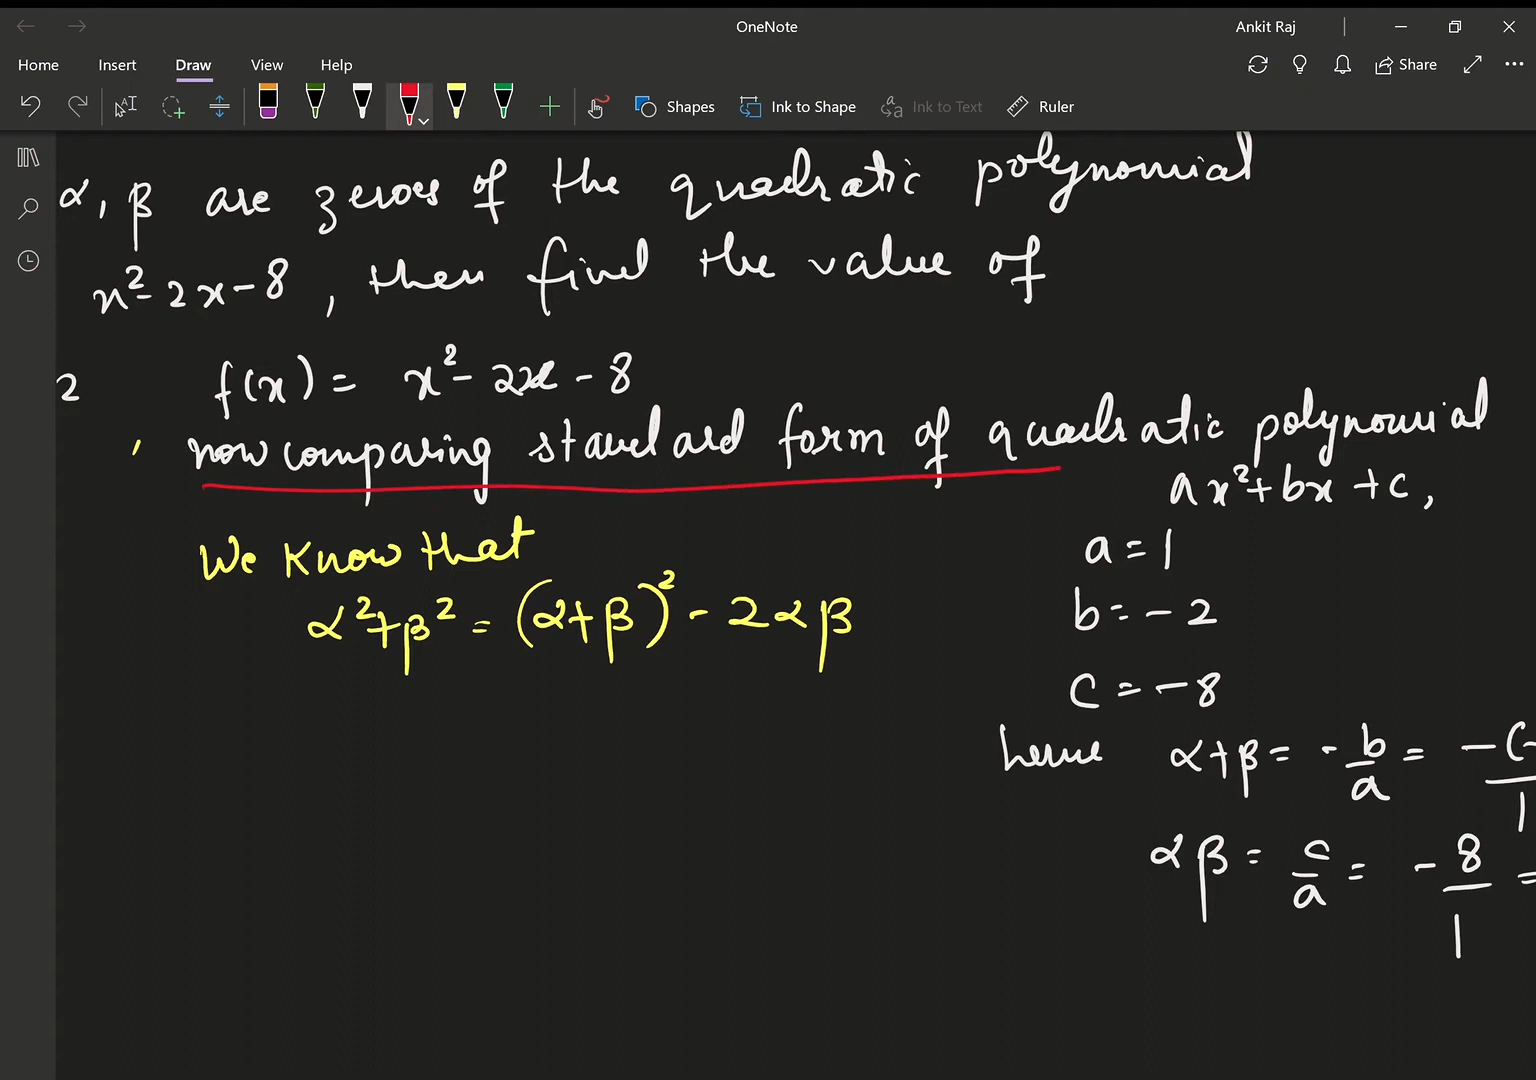 OneNote
Ankit Raj
Home Insert Draw View Help
Share
Shapes Ink to Shape Ink to Text Ruler
α, β are zeroes of the quadratic polynomial
x²-2x-8, then find the value of
2 f(x) = x²-2x-8
now comparing standard form of quadratic polynomial
ax²+bx+c,
We know that
a=1
α²+β² = (α+β)²-2αβ
b=-2
c=-8
hence α+β = -b/a = -(-
1
αβ = c/a = -8/1 =